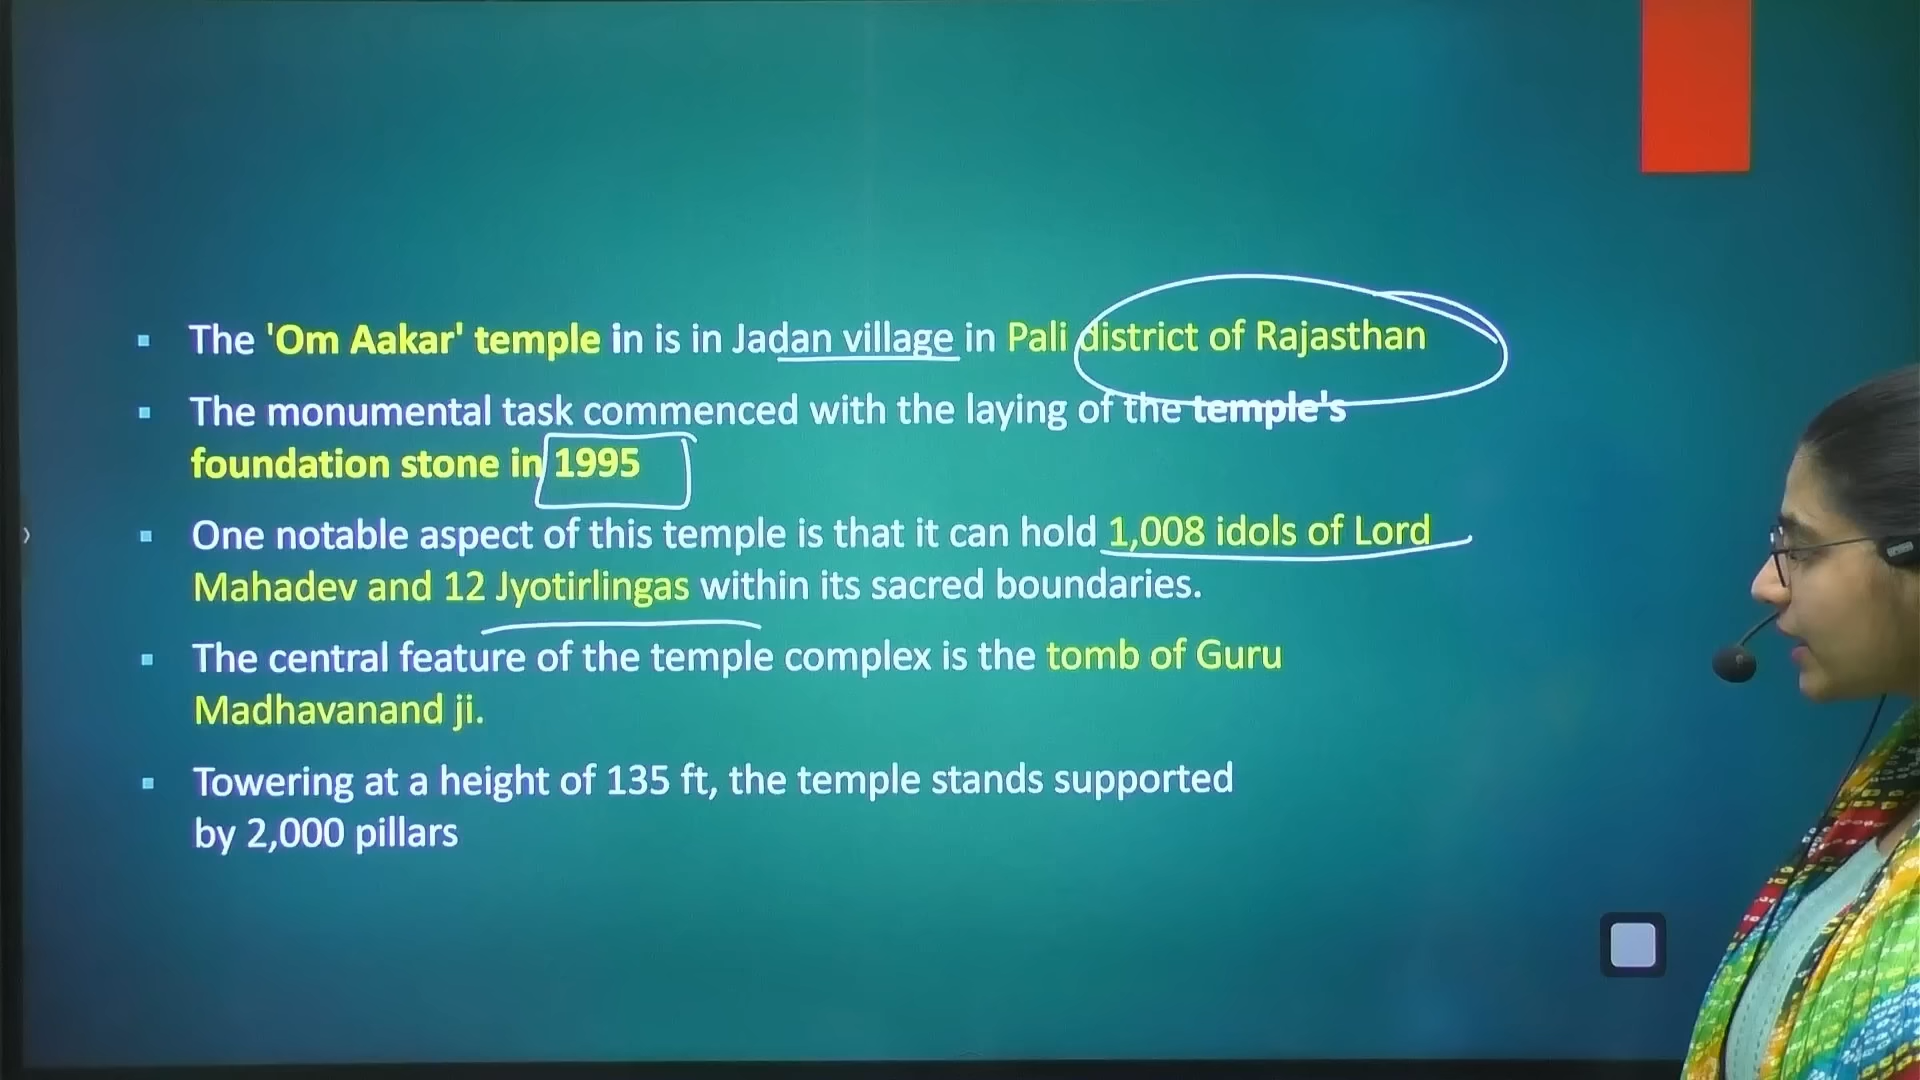 The 'Om Aakar' temple in is in Jadan village in Pali district of Rajasthan
The monumental task commenced with the laying of the temple's
foundation stone in 1995
One notable aspect of this temple is that it can hold 1,008 idols of Lord
Mahadev and 12 Jyotirlingas within its sacred boundaries.
The central feature of the temple complex is the tomb of Guru
Madhavanand ji.
Towering at a height of 135 ft, the temple stands supported
by 2,000 pillars